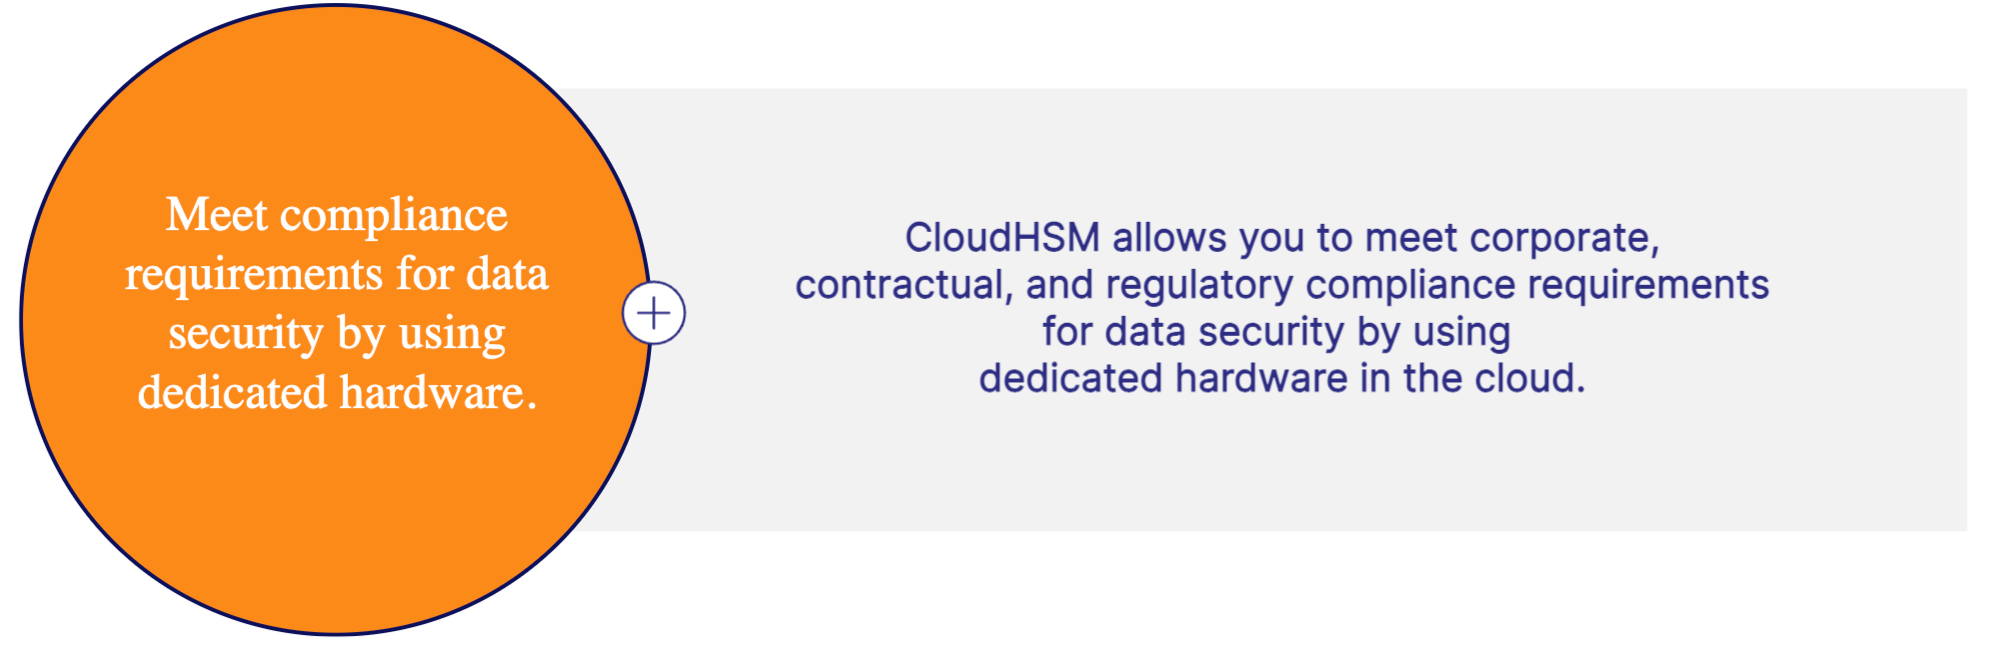 Meet compliance
requirements for data
security by using
dedicated hardware.
CloudHSM allows you to meet corporate,
contractual, and regulatory compliance requirements
for data security by using
dedicated hardware in the cloud.